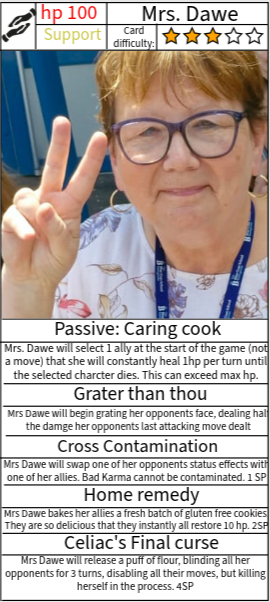 hp 100
Mrs. Dawe
Support
Card
difficulty:
Passive: Caring cook
Mrs. Dawe will select 1 ally at the start of the game (not
a move) that she will constantly heal 1hp per turn until
the selected charcter dies. This can exceed max hp.
Grater than thou
Mrs Dawe will begin grating her opponents face, dealing half
the damge her opponents last attacking move dealt
Cross Contamination
Mrs Dawe will swap one of her opponents status effects with
one of her allies. Bad Karma cannot be contaminated. 1 SP
Home remedy
Mrs Dawe bakes her allies a fresh batch of gluten free cookies.
They are so delicious that they instantly all restore 10 hp. 2SP
Celiac's Final curse
Mrs Dawe will release a puff of flour, blinding all her
opponents for 3 turns, disabling all their moves, but killing
herself in the process. 4SP